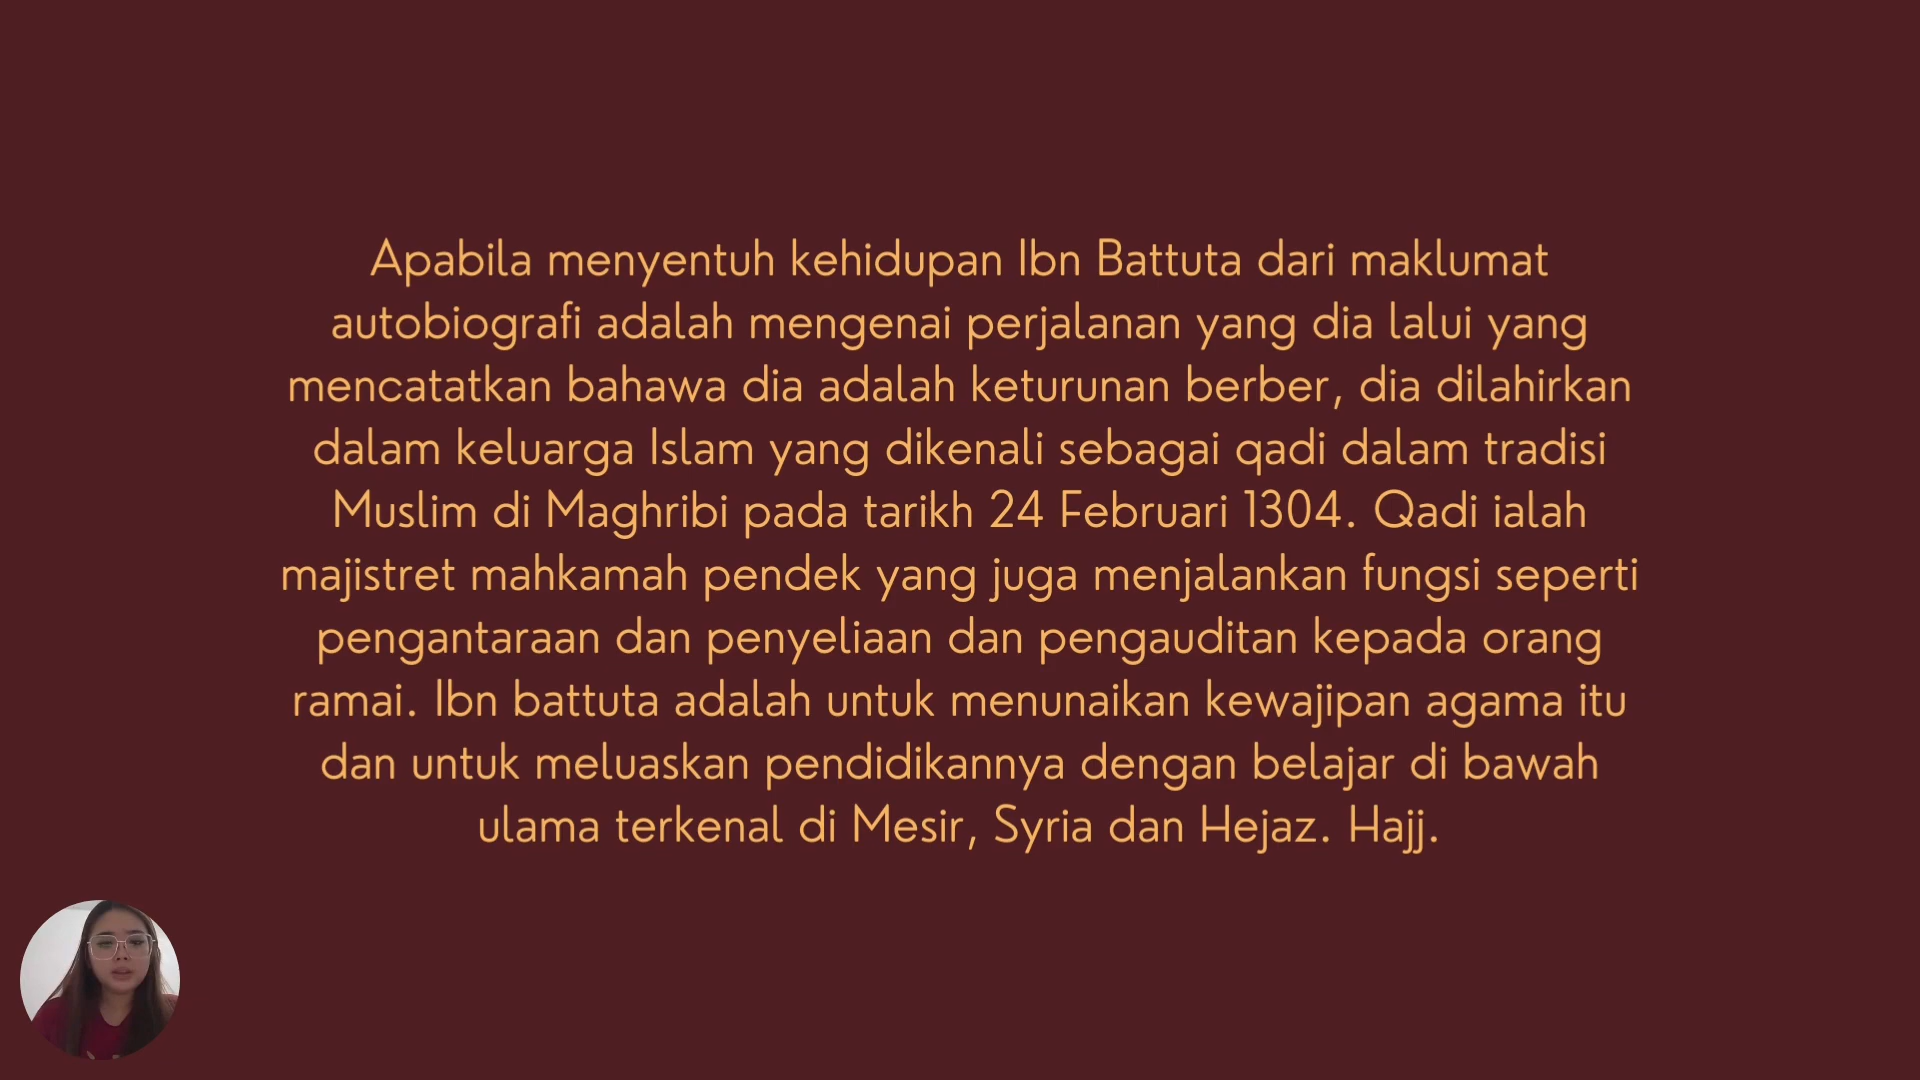 Apabila menyentuh kehidupan Ibn Battuta dari maklumat
autobiografi adalah mengenai perjalanan yang dia lalui yang
mencatatkan bahawa dia adalah keturunan berber, dia dilahirkan
dalam keluarga Islam yang dikenali sebagai qadi dalam tradisi
Muslim di Maghribi pada tarikh 24 Februari 1304. Qadi ialah
majistret mahkamah pendek yang juga menjalankan fungsi seperti
pengantaraan dan penyeliaan dan pengauditan kepada orang
ramai. Ibn battuta adalah untuk menunaikan kewajipan agama itu
dan untuk meluaskan pendidikannya dengan belajar di bawah
ulama terkenal di Mesir, Syria dan Hejaz. Hajj.